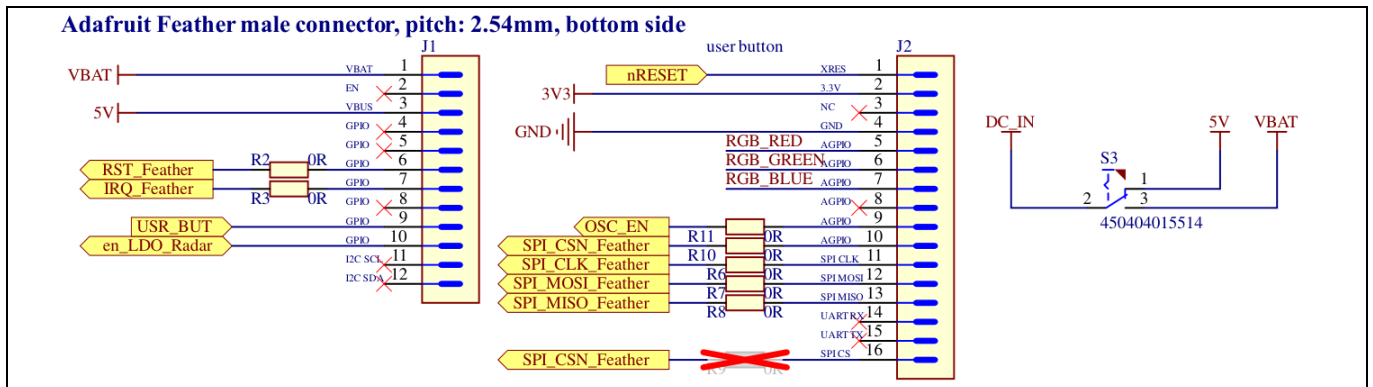 Adafruit Feather male connector, pitch: 2.54mm, bottom side
J1
VBAT
VBAT 1
EN 2
5V
VBUS 3
GPIO 4
GPIO 5
RST_Feather R2 0R GPIO 6
IRQ_Feather R3 0R GPIO 7
GPIO 8
USR_BUT GPIO 9
en_LDO_Radar GPIO 10
I2C SCL 11
I2C SDA 12
user button
J2
nRESET XRES 1
3V3 3.3V 2
NC 3
GND GND 4
RGB_RED AGPIO 5
RGB_GREEN AGPIO 6
RGB_BLUE AGPIO 7
AGPIO 8
OSC_EN AGPIO 9
R11 0R
SPI_CSN_Feather AGPIO 10
R10 0R
SPI_CLK_Feather SPI CLK 11
R6 0R
SPI_MOSI_Feather SPI MOSI 12
R7 0R
SPI_MISO_Feather SPI MISO 13
R8 0R
UART RX 14
UART TX 15
SPI_CSN_Feather SPI CS 16
R9 0R
DC_IN 5V VBAT
S3
1
2 3
450404015514